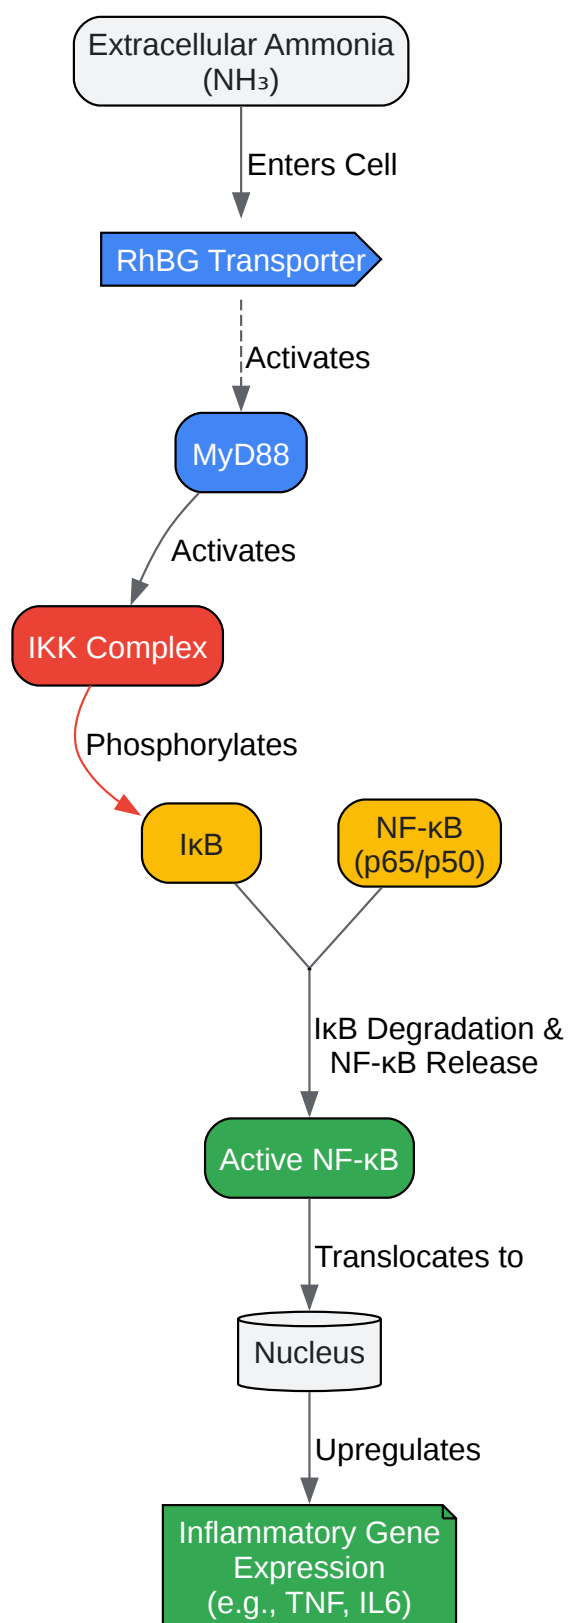 Extracellular Ammonia
(NH₃)
Enters Cell
RhBG Transporter
Activates
MyD88
Activates
IKK Complex
Phosphorylates
IκB
NF-κB
(p65/p50)
IκB Degradation &
NF-κB Release
Active NF-κB
Translocates to
Nucleus
Upregulates
Inflammatory Gene
Expression
(e.g., TNF, IL6)